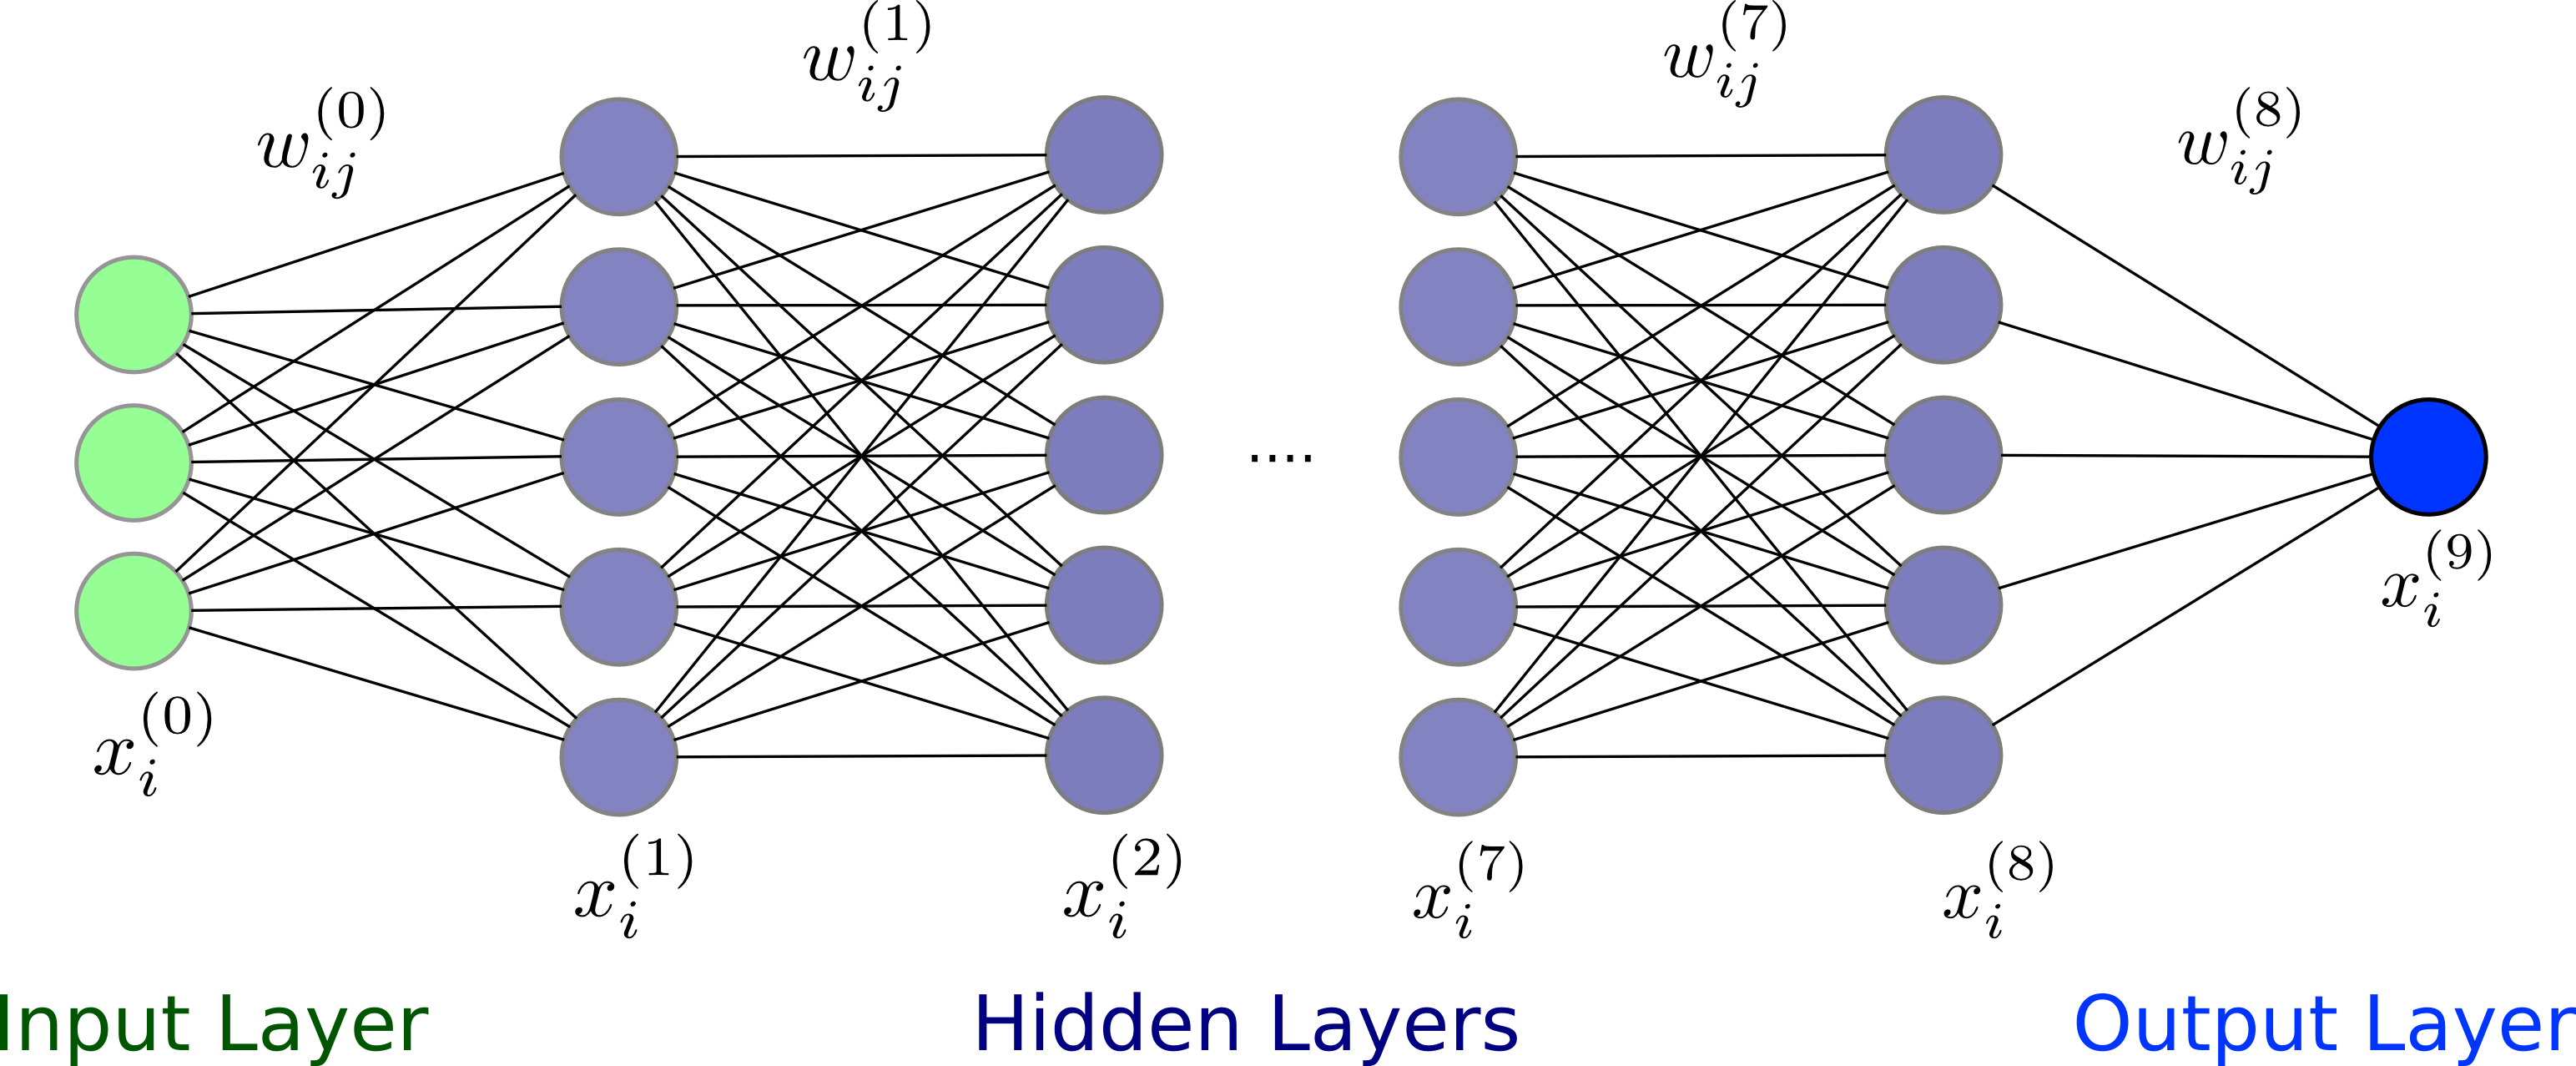 w_{ij}^{(0)}
w_{ij}^{(1)}
w_{ij}^{(7)}
w_{ij}^{(8)}
....
x_i^{(0)}
x_i^{(1)}
x_i^{(2)}
x_i^{(7)}
x_i^{(8)}
x_i^{(9)}
Input Layer
Hidden Layers
Output Layer